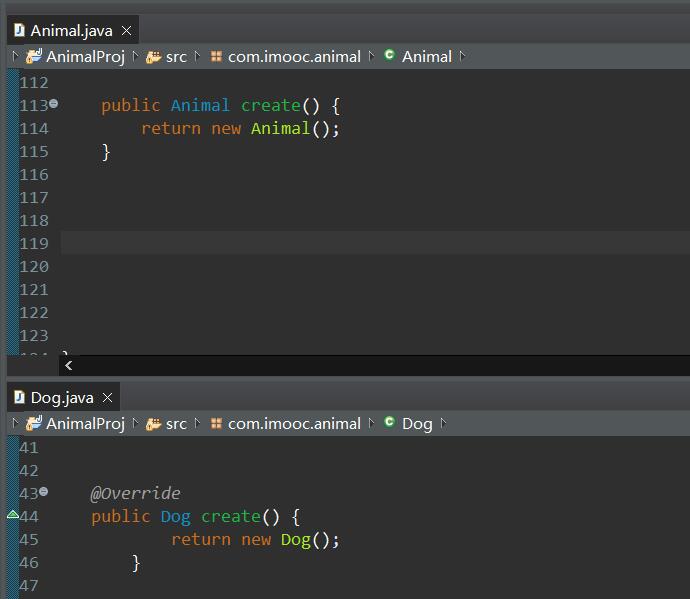 Animal.java
AnimalProj src com.imooc.animal Animal
112
113 public Animal create() {
114 return new Animal();
115 }
116
117
118
119
120
121
122
123
Dog.java
AnimalProj src com.imooc.animal Dog
41
42
43 @Override
44 public Dog create() {
45 return new Dog();
46 }
47